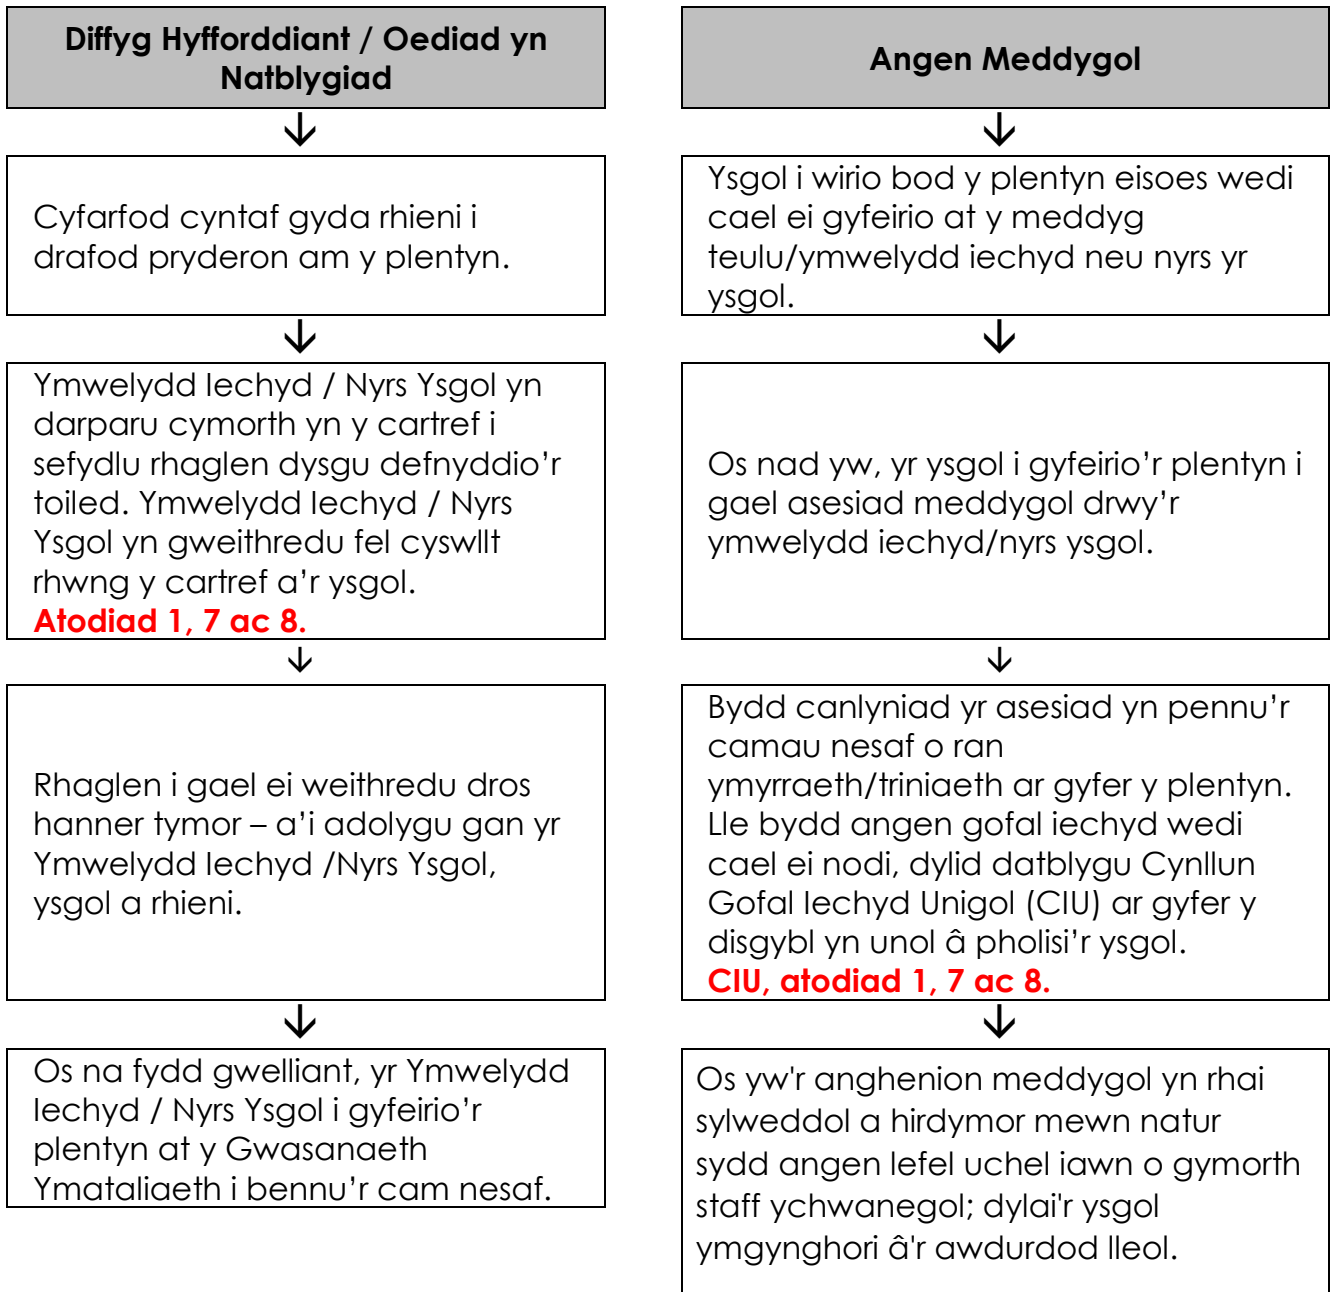 Diffyg Hyfforddiant / Oediad yn
Natblygiad
Cyfarfod cyntaf gyda rhieni i
drafod pryderon am y plentyn.
Ymwelydd Iechyd / Nyrs Ysgol yn
darparu cymorth yn y cartref i
sefydlu rhaglen dysgu defnyddio’r
toiled. Ymwelydd Iechyd / Nyrs
Ysgol yn gweithredu fel cyswllt
rhwng y cartref a’r ysgol.
Atodiad 1, 7 ac 8.
Rhaglen i gael ei weithredu dros
hanner tymor – a’i adolygu gan yr
Ymwelydd Iechyd /Nyrs Ysgol,
ysgol a rhieni.
Os na fydd gwelliant, yr Ymwelydd
Iechyd / Nyrs Ysgol i gyfeirio’r
plentyn at y Gwasanaeth
Ymataliaeth i bennu’r cam nesaf.
Angen Meddygol
Ysgol i wirio bod y plentyn eisoes wedi
cael ei gyfeirio at y meddyg
teulu/ymwelydd iechyd neu nyrs yr
ysgol.
Os nad yw, yr ysgol i gyfeirio’r plentyn i
gael asesiad meddygol drwy’r
ymwelydd iechyd/nyrs ysgol.
Bydd canlyniad yr asesiad yn pennu’r
camau nesaf o ran
ymyrraeth/triniaeth ar gyfer y plentyn.
Lle bydd angen gofal iechyd wedi
cael ei nodi, dylid datblygu Cynllun
Gofal Iechyd Unigol (CIU) ar gyfer y
disgybl yn unol â pholisi’r ysgol.
CIU, atodiad 1, 7 ac 8.
Os yw'r anghenion meddygol yn rhai
sylweddol a hirdymor mewn natur
sydd angen lefel uchel iawn o gymorth
staff ychwanegol; dylai'r ysgol
ymgynghori â'r awdurdod lleol.